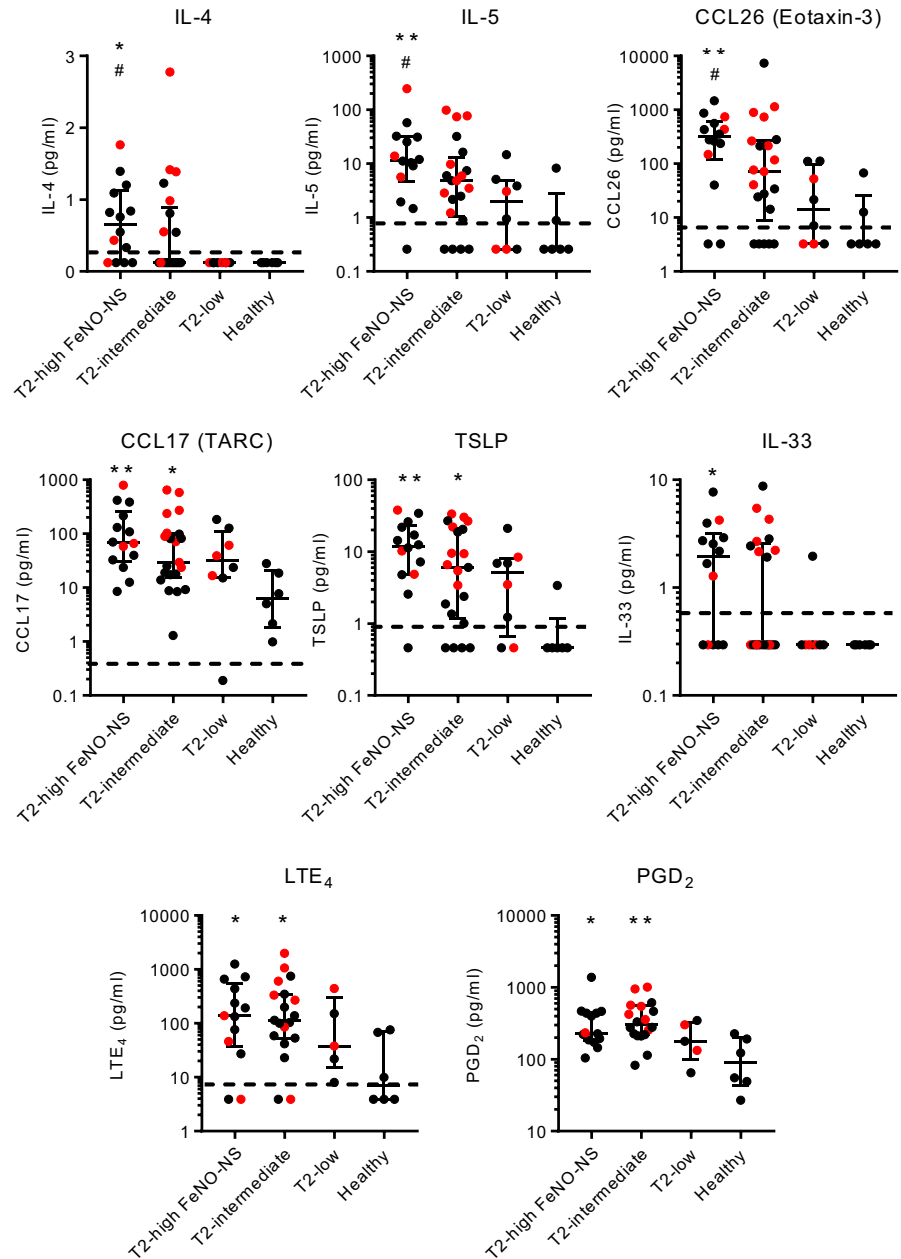 IL-4
*
#
3
2
1
0
IL-4 (pg/ml)
T2-high FeNO-NS
T2-intermediate
T2-low
Healthy
IL-5
**
#
1000
100
10
1
0.1
IL-5 (pg/ml)
T2-high FeNO-NS
T2-intermediate
T2-low
Healthy
CCL26 (Eotaxin-3)
**
#
10000
1000
100
10
1
CCL26 (pg/ml)
T2-high FeNO-NS
T2-intermediate
T2-low
Healthy
CCL17 (TARC)
** *
1000
100
10
1
0.1
CCL17 (pg/ml)
T2-high FeNO-NS
T2-intermediate
T2-low
Healthy
TSLP
** *
100
10
1
0.1
TSLP (pg/ml)
T2-high FeNO-NS
T2-intermediate
T2-low
Healthy
IL-33
*
10
1
0.1
IL-33 (pg/ml)
T2-high FeNO-NS
T2-intermediate
T2-low
Healthy
LTE4
* *
10000
1000
100
10
1
LTE4 (pg/ml)
T2-high FeNO-NS
T2-intermediate
T2-low
Healthy
PGD2
* **
10000
1000
100
10
PGD2 (pg/ml)
T2-high FeNO-NS
T2-intermediate
T2-low
Healthy